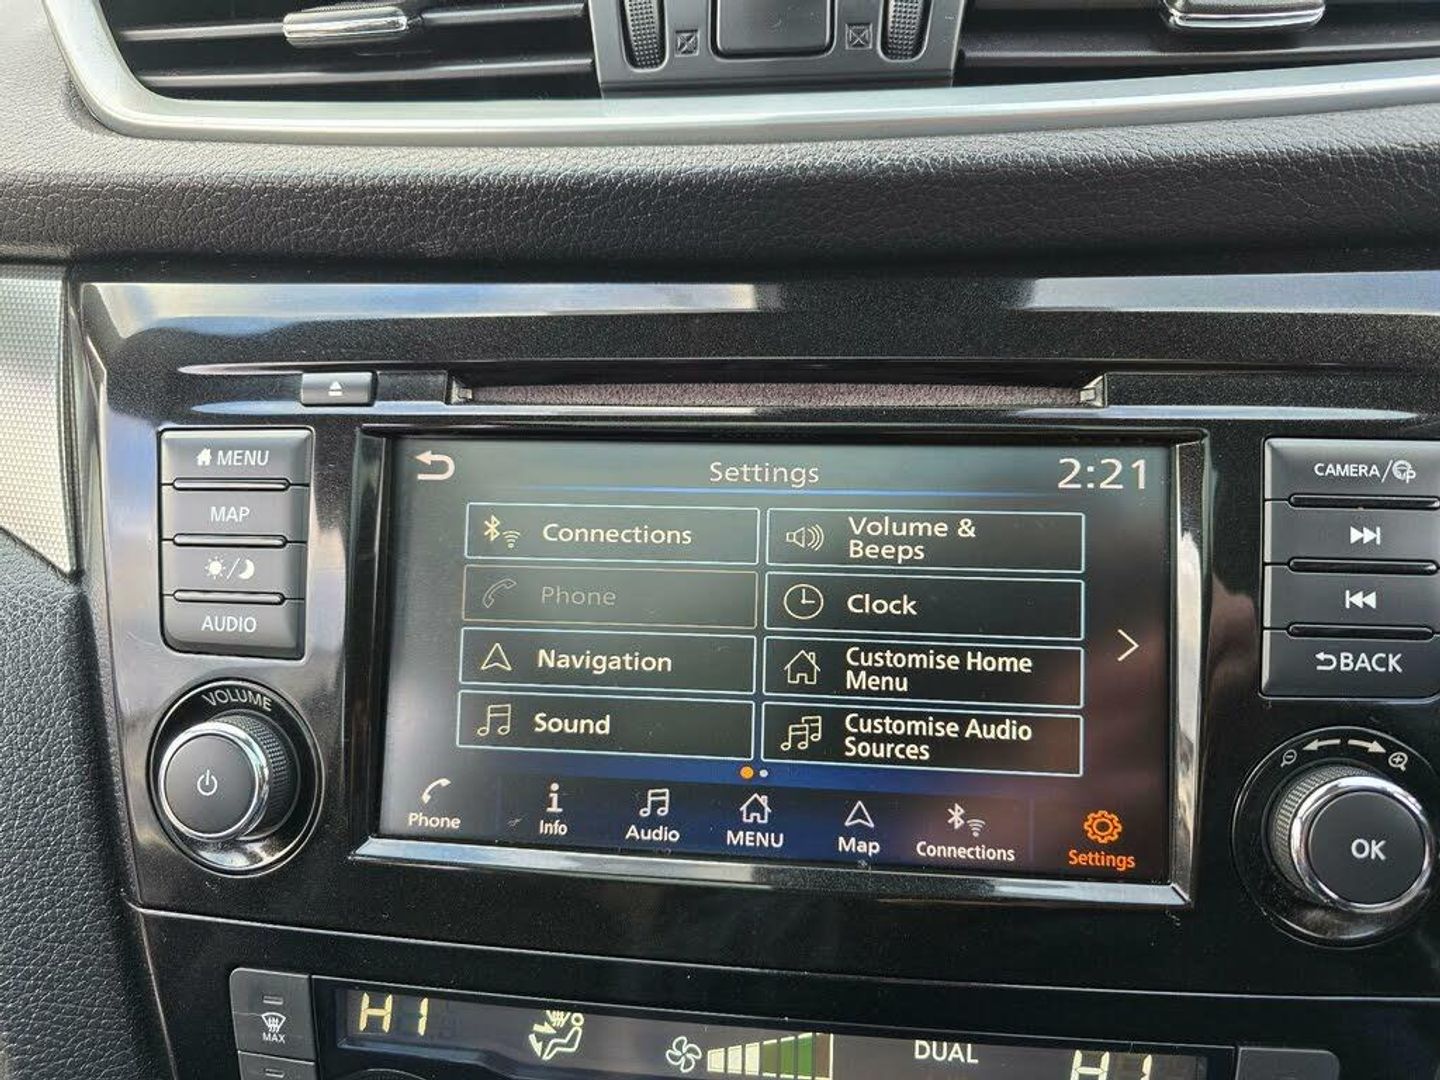 MENU
MAP
AUDIO
VOLUME
Settings
2:21
Connections
Volume &
Beeps
Phone
Clock
Navigation
Customise Home
Menu
Sound
Customise Audio
Sources
Phone
Info
Audio
MENU
Map
Connections
Settings
CAMERA/
BACK
OK
MAX
HI
DUAL
HI